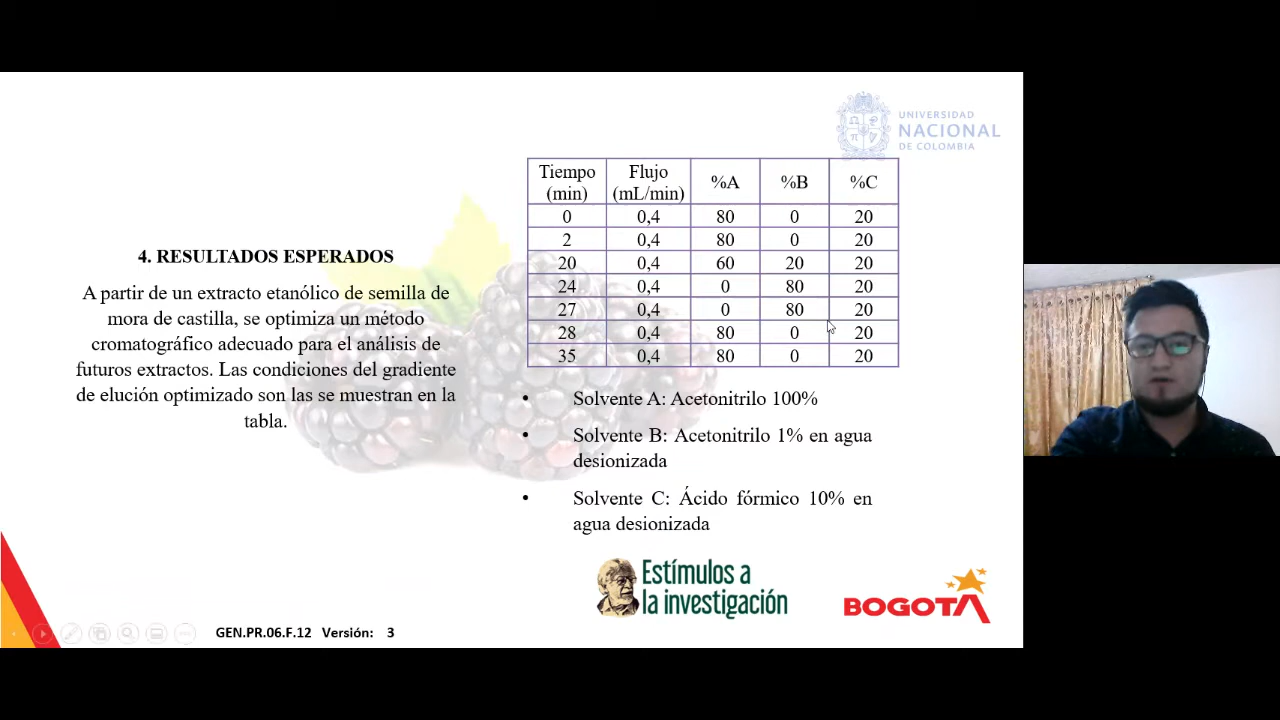 UNIVERSIDAD
NACIONAL
DE COLOMBIA
4. RESULTADOS ESPERADOS
A partir de un extracto etanólico de semilla de
mora de castilla, se optimiza un método
cromatográfico adecuado para el análisis de
futuros extractos. Las condiciones del gradiente
de elución optimizado son las se muestran en la
tabla.
Tiempo (min) Flujo (mL/min) %A %B %C
0 0,4 80 0 20
2 0,4 80 0 20
20 0,4 60 20 20
24 0,4 0 80 20
27 0,4 0 80 20
28 0,4 80 0 20
35 0,4 80 0 20
• Solvente A: Acetonitrilo 100%
• Solvente B: Acetonitrilo 1% en agua
desionizada
• Solvente C: Ácido fórmico 10% en
agua desionizada
Estímulos a
la investigación
BOGOTA
GEN.PR.06.F.12 Versión: 3